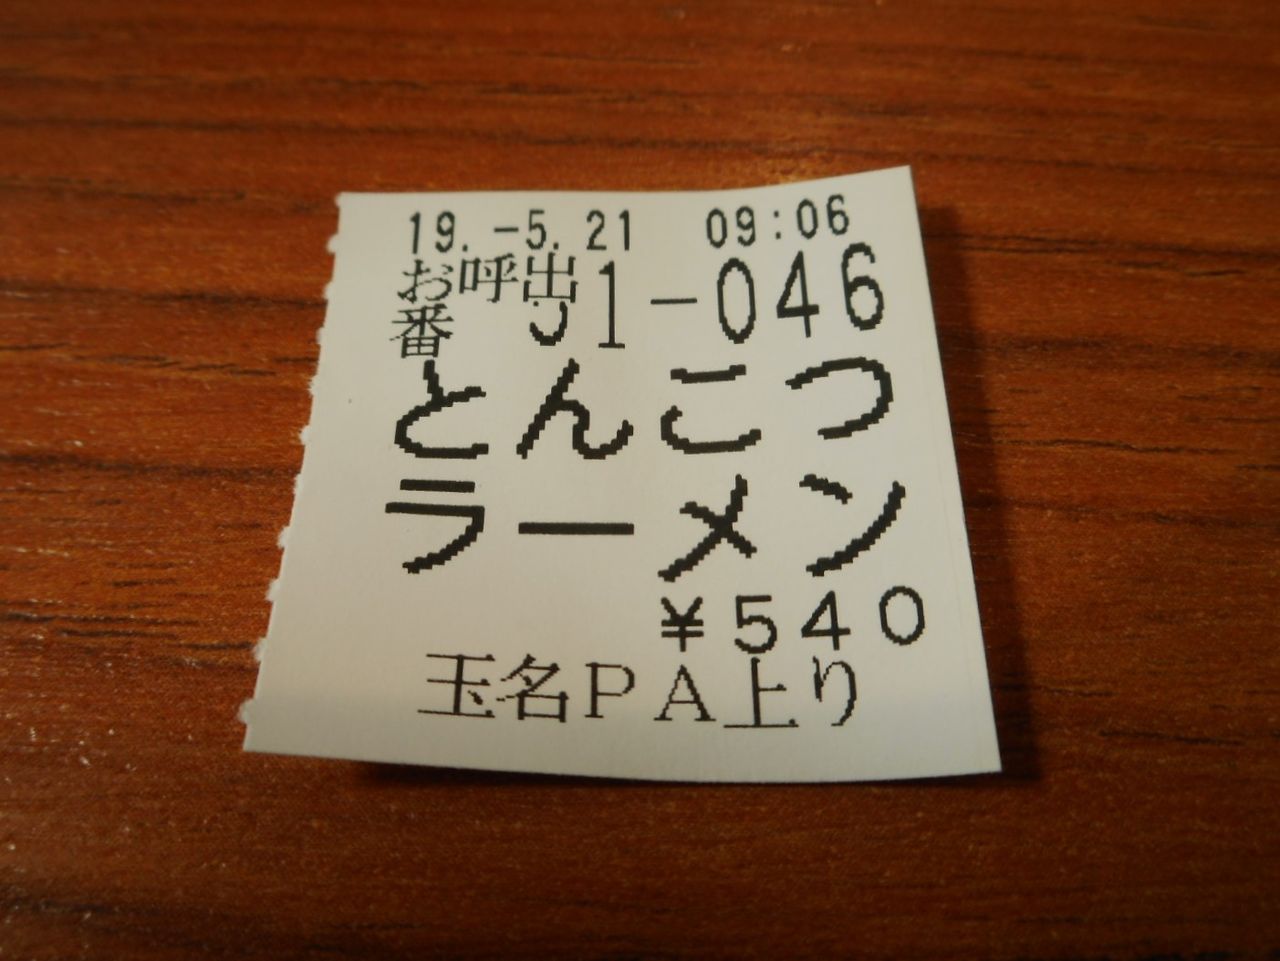 19.-5.21 09:06
お呼出
番 01-046
とんこつ
ラーメン
¥540
玉名PA上り